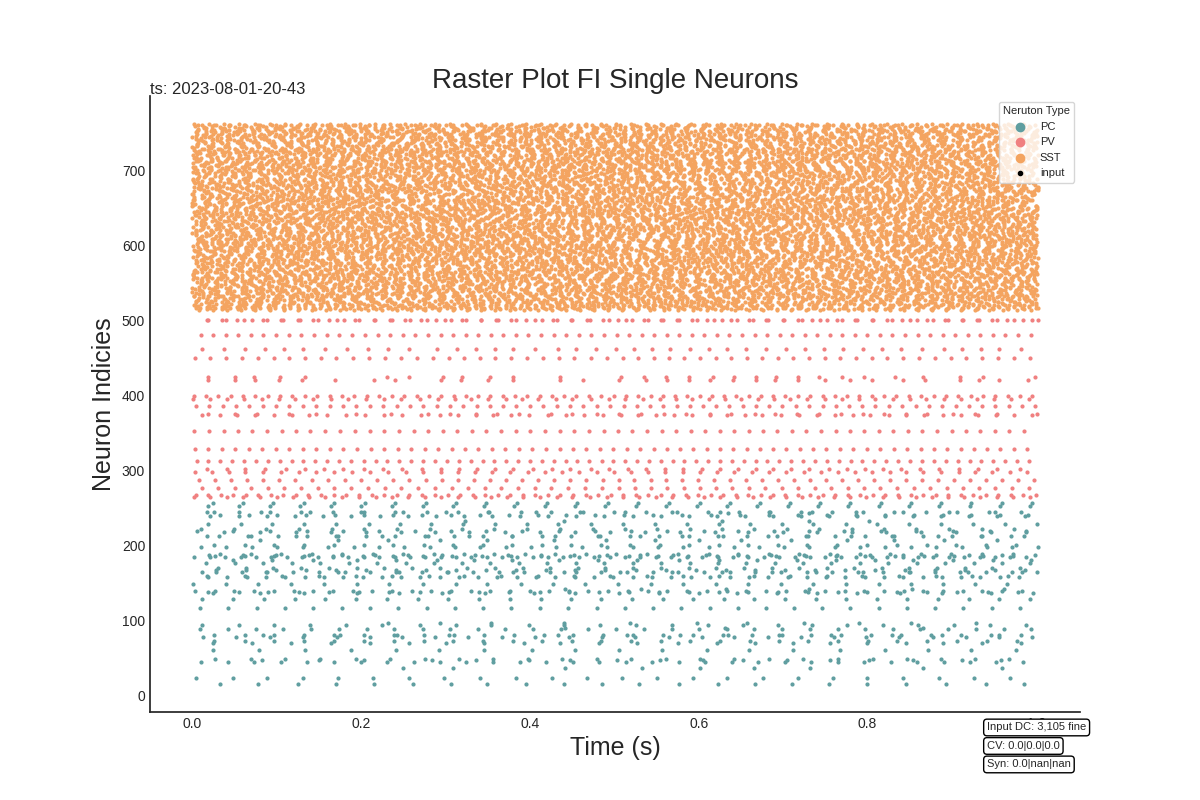 Raster Plot FI Single Neurons
ts: 2023-08-01-20-43
Neruton Type
PC
PV
SST
input
Neuron Indicies
700
600
500
400
300
200
100
0
0.0 0.2 0.4 0.6 0.8
Time (s)
Input DC: 3,105 fine
CV: 0.0|0.0|0.0
Syn: 0.0|nan|nan